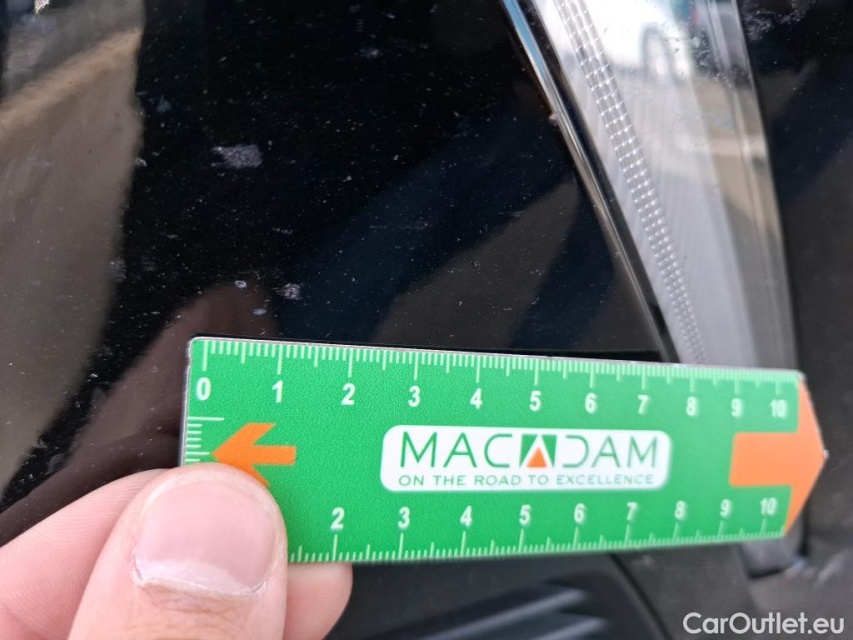 0 1 2 3 4 5 6 7 8 9 10
MACADAM
ON THE ROAD TO EXCELLENCE
2 3 4 5 6 7 8 9 10
CarOutlet.eu